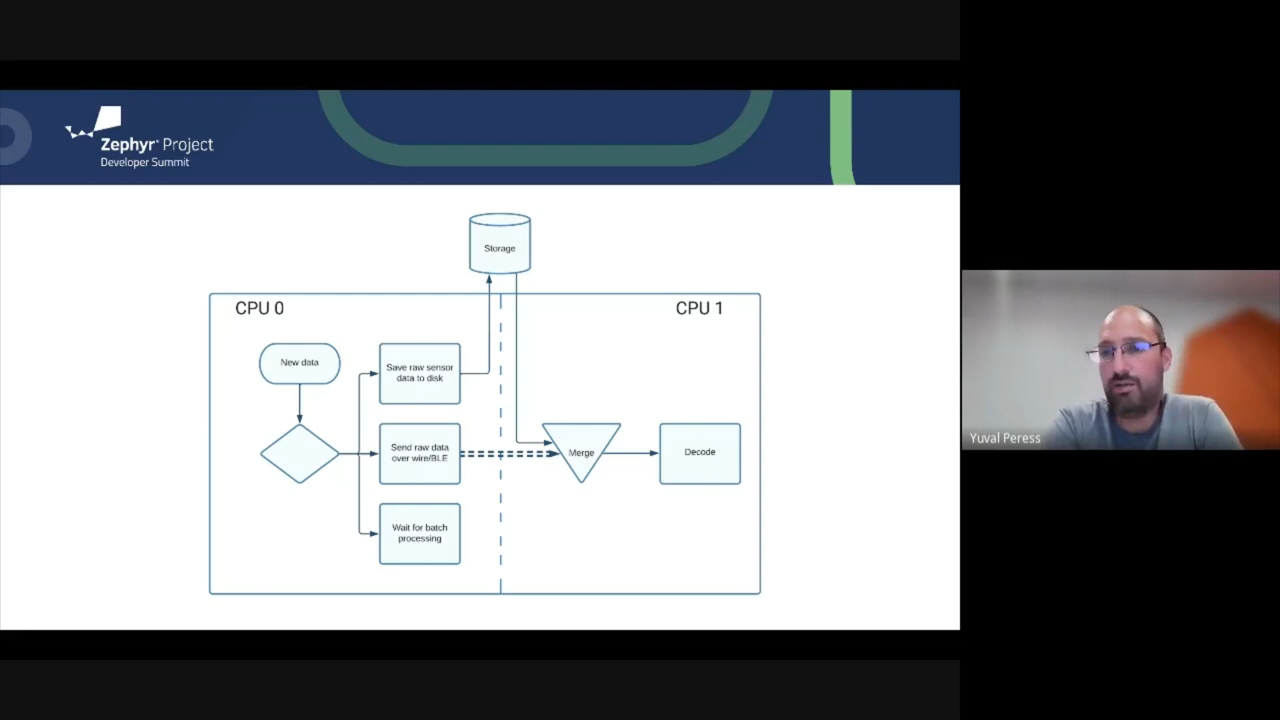 Zephyr® Project
Developer Summit
Storage
CPU 0
CPU 1
New data
Save raw sensor
data to disk
Send raw data
over wire/BLE
Merge
Decode
Wait for batch
processing
Yuval Peress